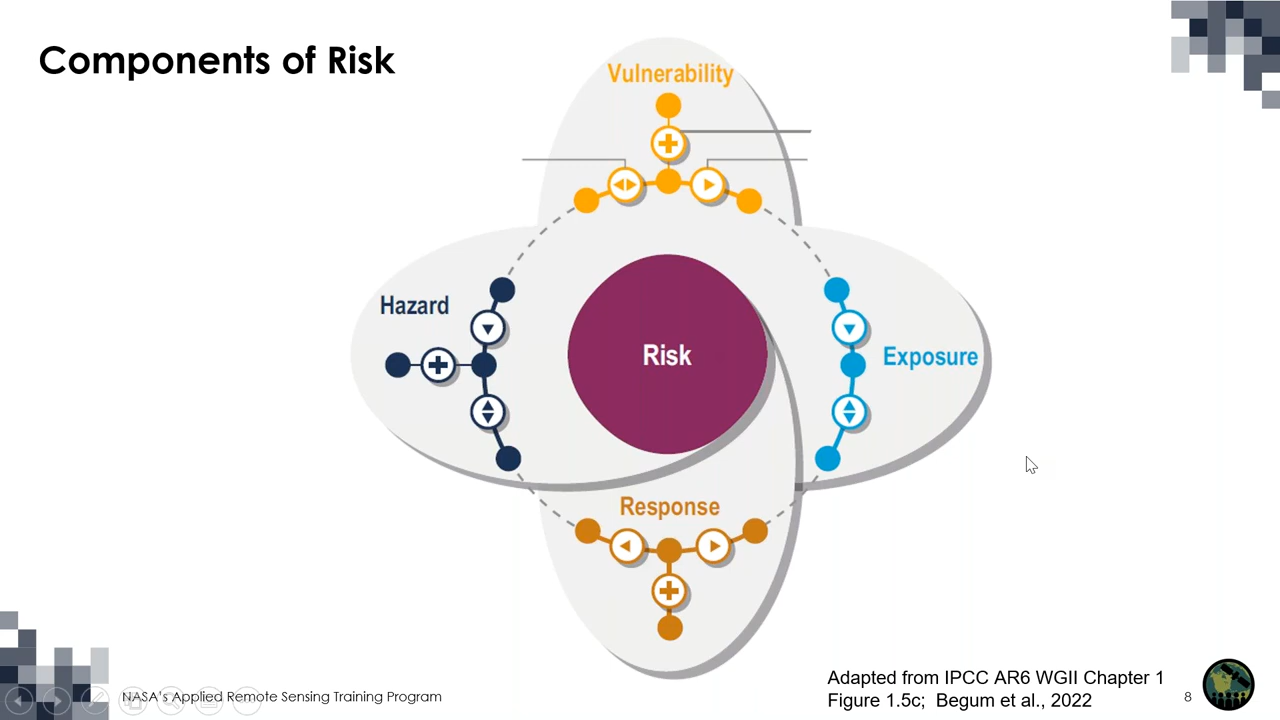 Components of Risk
Vulnerability
Hazard
Risk
Exposure
Response
Adapted from IPCC AR6 WGII Chapter 1
Figure 1.5c;  Begum et al., 2022
NASA's Applied Remote Sensing Training Program
8